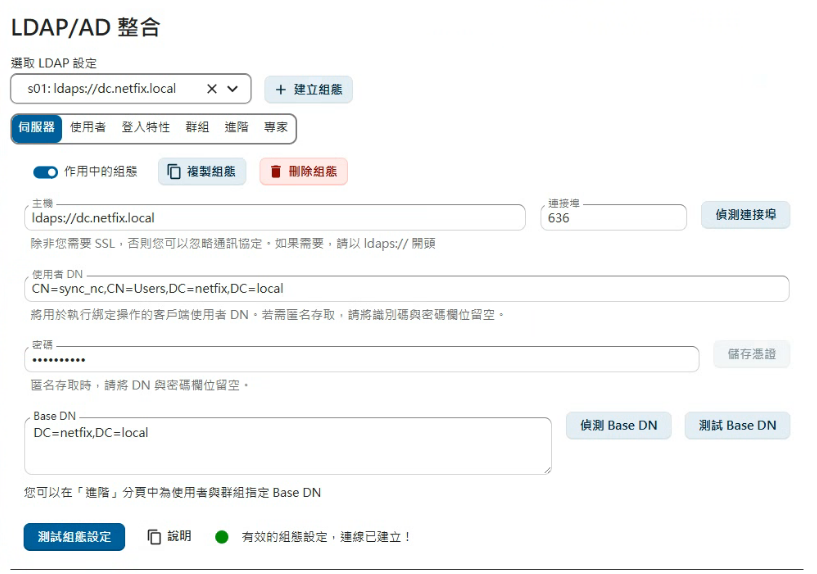 LDAP/AD 整合
選取 LDAP 設定
s01: ldaps://dc.netfix.local
建立組態
伺服器 使用者 登入特性 群組 進階 專家
作用中的組態 複製組態 刪除組態
主機
ldaps://dc.netfix.local
連接埠
636
偵測連接埠
除非您需要 SSL，否則您可以忽略通訊協定。如果需要，請以 ldaps:// 開頭
使用者 DN
CN=sync_nc,CN=Users,DC=netfix,DC=local
將用於執行綁定操作的客戶端使用者 DN。若需匿名存取，請將識別碼與密碼欄位留空。
密碼
••••••••••
儲存憑證
匿名存取時，請將 DN 與密碼欄位留空。
Base DN
DC=netfix,DC=local
偵測 Base DN 測試 Base DN
您可以在「進階」分頁中為使用者與群組指定 Base DN
測試組態設定 說明 有效的組態設定，連線已建立！